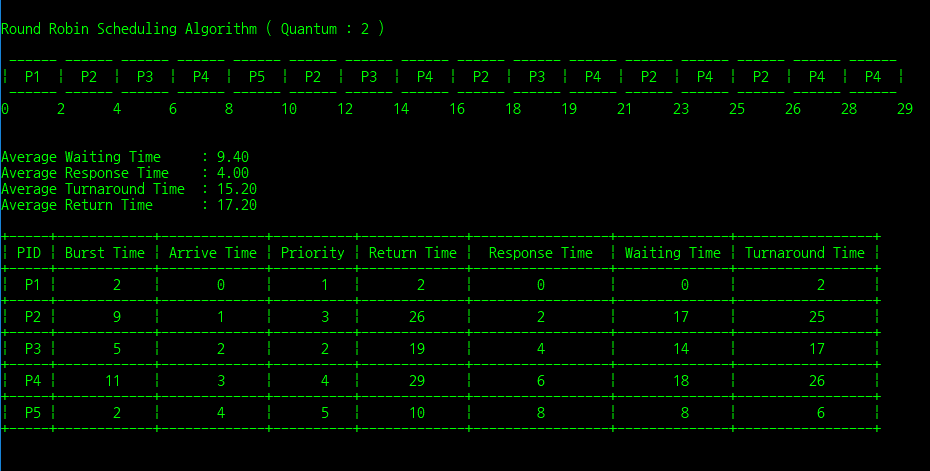 Round Robin Scheduling Algorithm ( Quantum : 2 )
------ ------ ------ ------ ------ ------ ------ ------ ------ ------ ------ ------ ------ ------ ------ ------
¦ P1 ¦ P2 ¦ P3 ¦ P4 ¦ P5 ¦ P2 ¦ P3 ¦ P4 ¦ P2 ¦ P3 ¦ P4 ¦ P2 ¦ P4 ¦ P2 ¦ P4 ¦ P4 ¦
------ ------ ------ ------ ------ ------ ------ ------ ------ ------ ------ ------ ------ ------ ------ ------
0 2 4 6 8 10 12 14 16 18 19 21 23 25 26 28 29
Average Waiting Time : 9.40
Average Response Time : 4.00
Average Turnaround Time : 15.20
Average Return Time : 17.20
+-----+------------+-------------+----------+-------------+----------------+-------------+-----------------+
¦ PID ¦ Burst Time ¦ Arrive Time ¦ Priority ¦ Return Time ¦ Response Time ¦ Waiting Time ¦ Turnaround Time ¦
+-----+------------+-------------+----------+-------------+----------------+-------------+-----------------+
¦ P1 ¦ 2 ¦ 0 ¦ 1 ¦ 2 ¦ 0 ¦ 0 ¦ 2 ¦
+-----+------------+-------------+----------+-------------+----------------+-------------+-----------------+
¦ P2 ¦ 9 ¦ 1 ¦ 3 ¦ 26 ¦ 2 ¦ 17 ¦ 25 ¦
+-----+------------+-------------+----------+-------------+----------------+-------------+-----------------+
¦ P3 ¦ 5 ¦ 2 ¦ 2 ¦ 19 ¦ 4 ¦ 14 ¦ 17 ¦
+-----+------------+-------------+----------+-------------+----------------+-------------+-----------------+
¦ P4 ¦ 11 ¦ 3 ¦ 4 ¦ 29 ¦ 6 ¦ 18 ¦ 26 ¦
+-----+------------+-------------+----------+-------------+----------------+-------------+-----------------+
¦ P5 ¦ 2 ¦ 4 ¦ 5 ¦ 10 ¦ 8 ¦ 8 ¦ 6 ¦
+-----+------------+-------------+----------+-------------+----------------+-------------+-----------------+